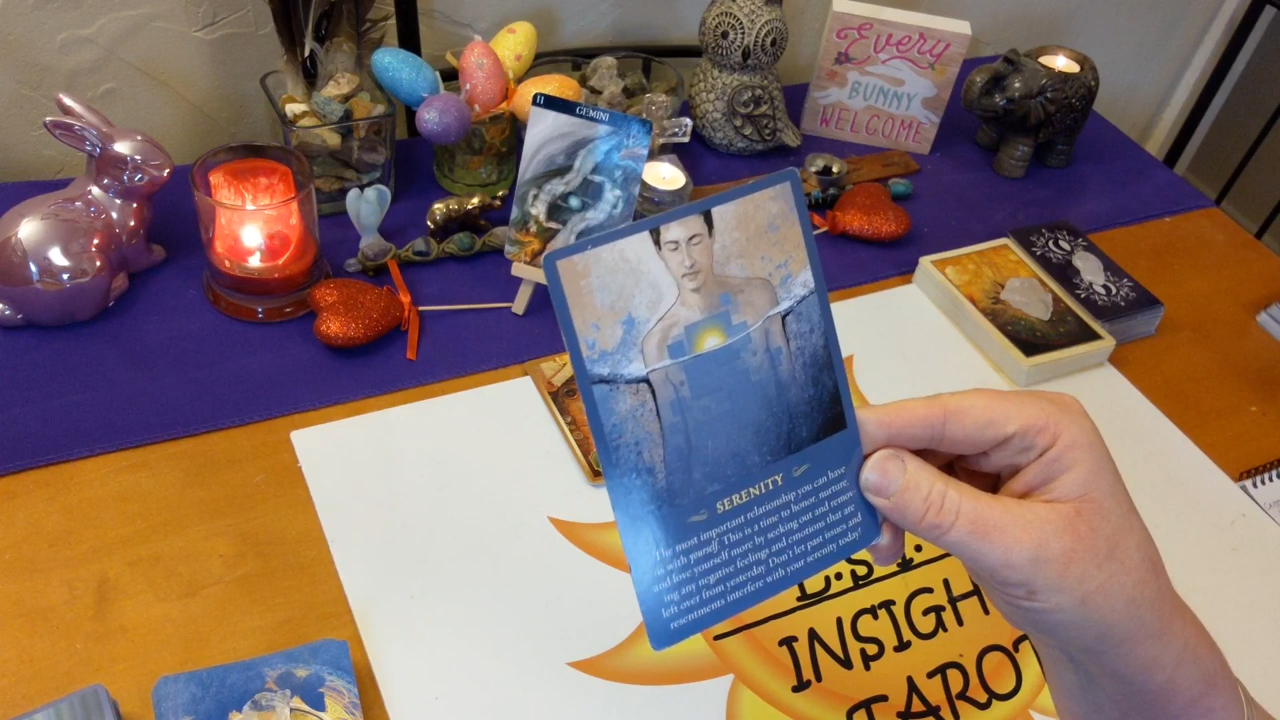 Every
BUNNY
WELCOME
11
GEMINI
SERENITY
The most important relationship you can have
is with yourself. This is a time to honor, nurture,
and love yourself more by seeking out and remov-
ing any negative feelings and emotions that are
left over from yesterday. Don't let past issues and
resentments interfere with your serenity today!
INSIGH
TAROT